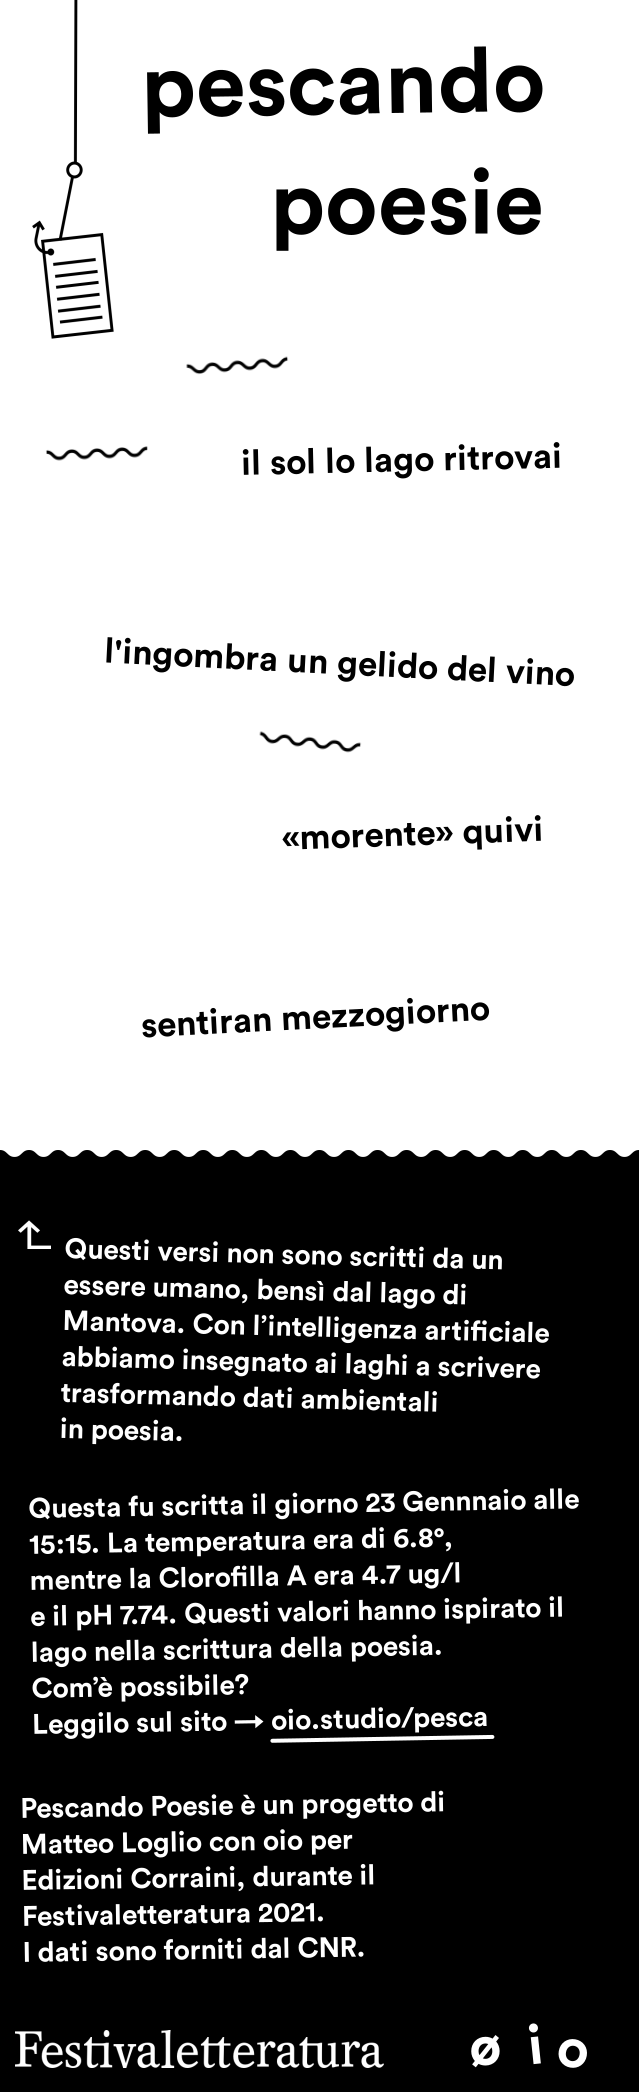 pescando
poesie
il sol lo lago ritrovai
l'ingombra un gelido del vino
«morente» quivi
sentiran mezzogiorno
Questi versi non sono scritti da un
essere umano, bensì dal lago di
Mantova. Con l’intelligenza artificiale
abbiamo insegnato ai laghi a scrivere
trasformando dati ambientali
in poesia.
Questa fu scritta il giorno 23 Gennnaio alle
15:15. La temperatura era di 6.8°,
mentre la Clorofilla A era 4.7 ug/l
e il pH 7.74. Questi valori hanno ispirato il
lago nella scrittura della poesia.
Com’è possibile?
Leggilo sul sito → oio.studio/pesca
Pescando Poesie è un progetto di
Matteo Loglio con oio per
Edizioni Corraini, durante il
Festivaletteratura 2021.
I dati sono forniti dal CNR.
Festivaletteratura øio